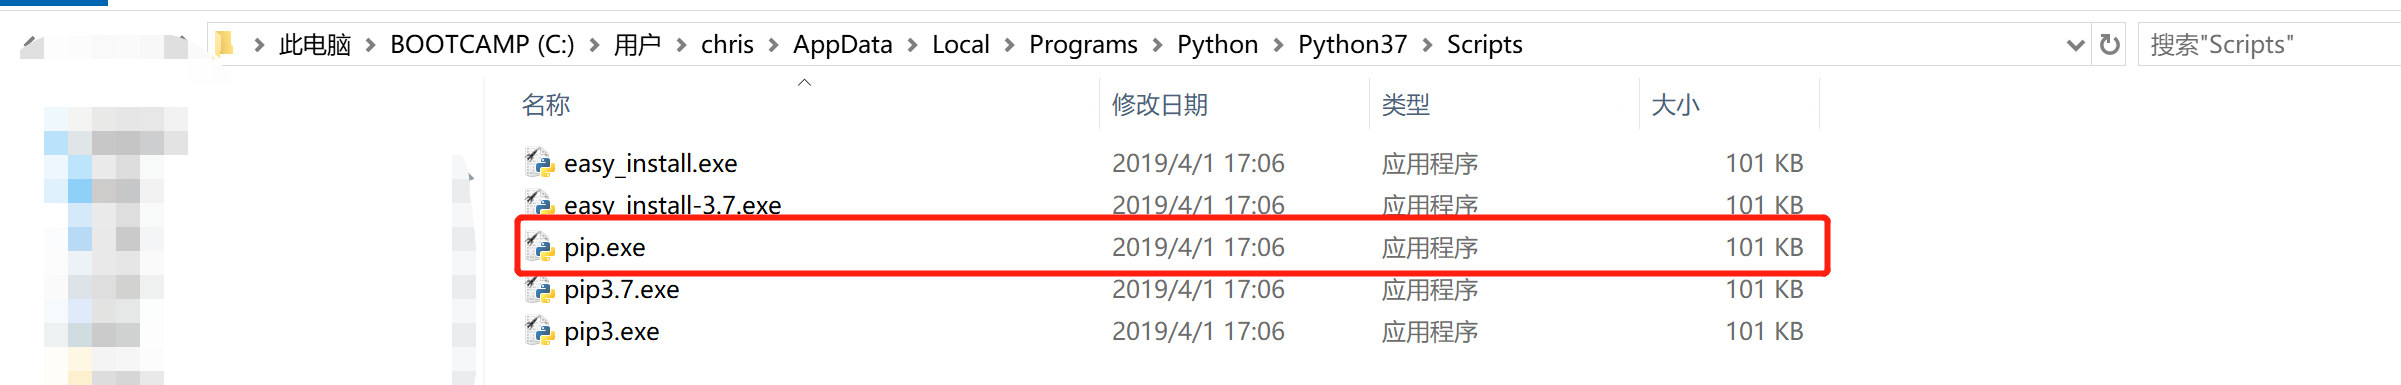 此电脑 > BOOTCAMP (C:) > 用户 > chris > AppData > Local > Programs > Python > Python37 > Scripts 搜索"Scripts"
名称 修改日期 类型 大小
easy_install.exe 2019/4/1 17:06 应用程序 101 KB
easy_install-3.7.exe 2019/4/1 17:06 应用程序 101 KB
pip.exe 2019/4/1 17:06 应用程序 101 KB
pip3.7.exe 2019/4/1 17:06 应用程序 101 KB
pip3.exe 2019/4/1 17:06 应用程序 101 KB